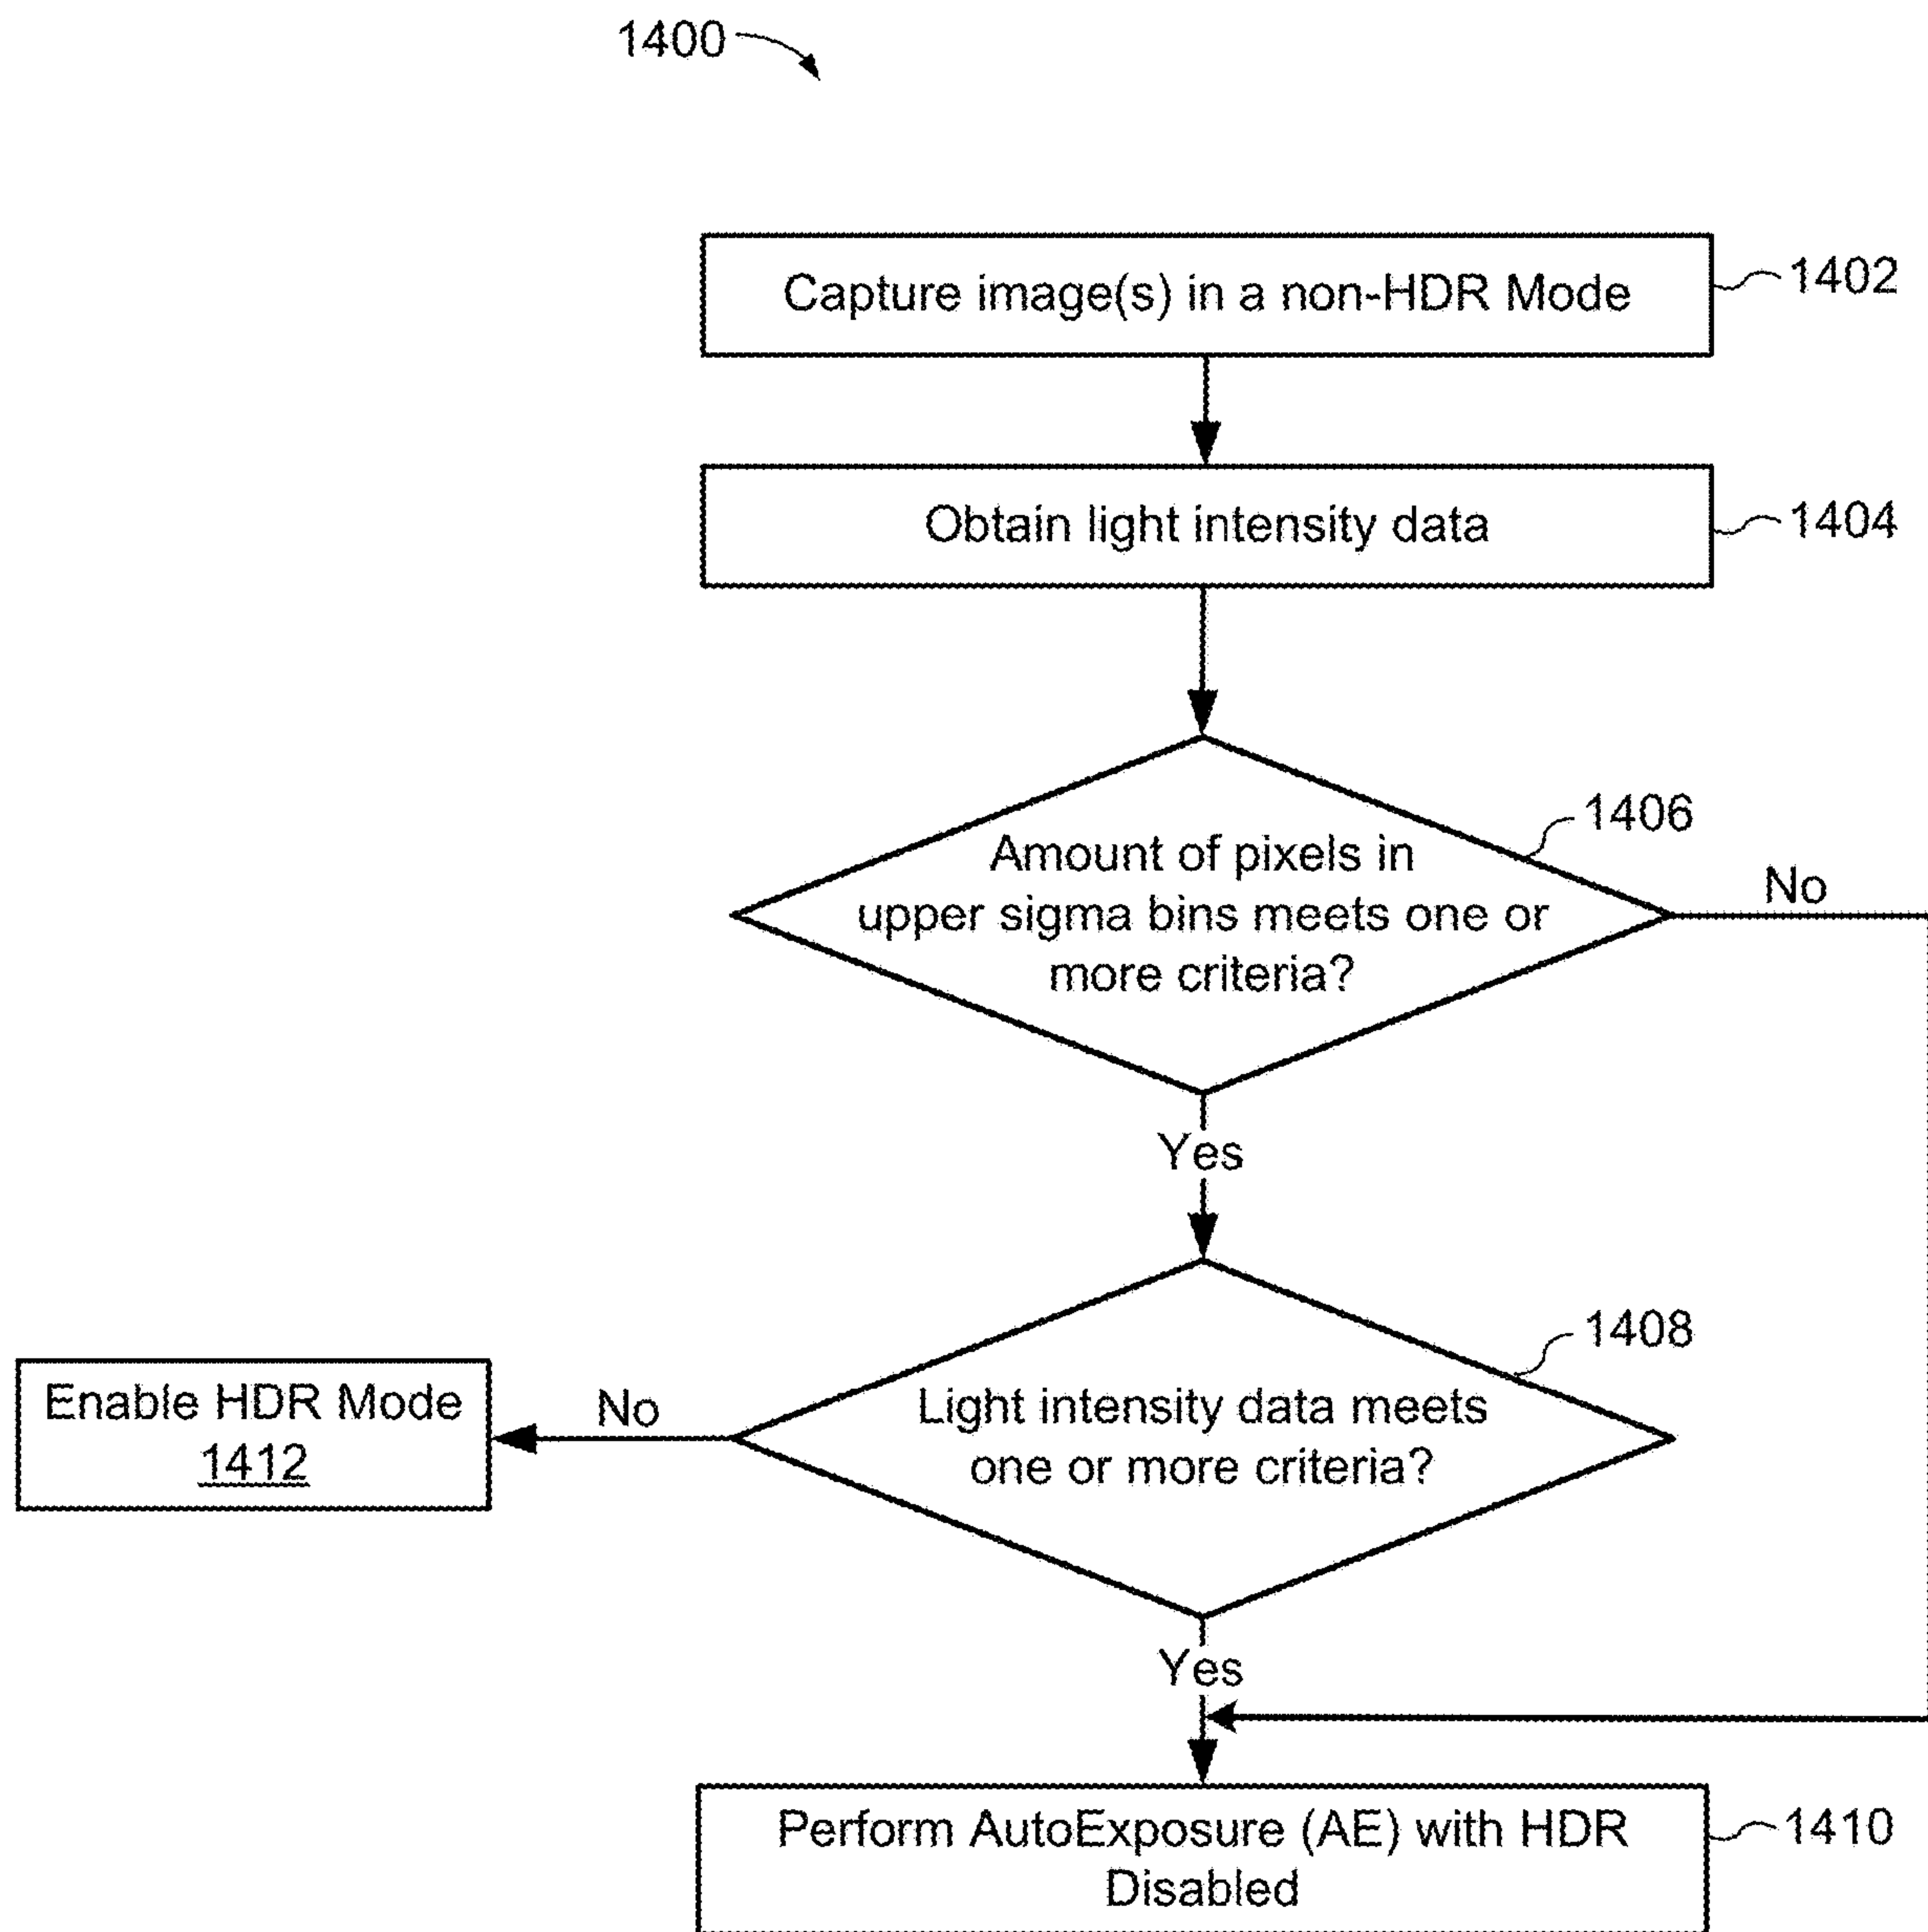 1400
Capture image(s) in a non-HDR Mode
1402
Obtain light intensity data
1404
1406
Amount of pixels in
upper sigma bins meets one or
more criteria?
No
Yes
1408
Light intensity data meets
one or more criteria?
No
Enable HDR Mode
1412
Yes
Perform AutoExposure (AE) with HDR
Disabled
1410